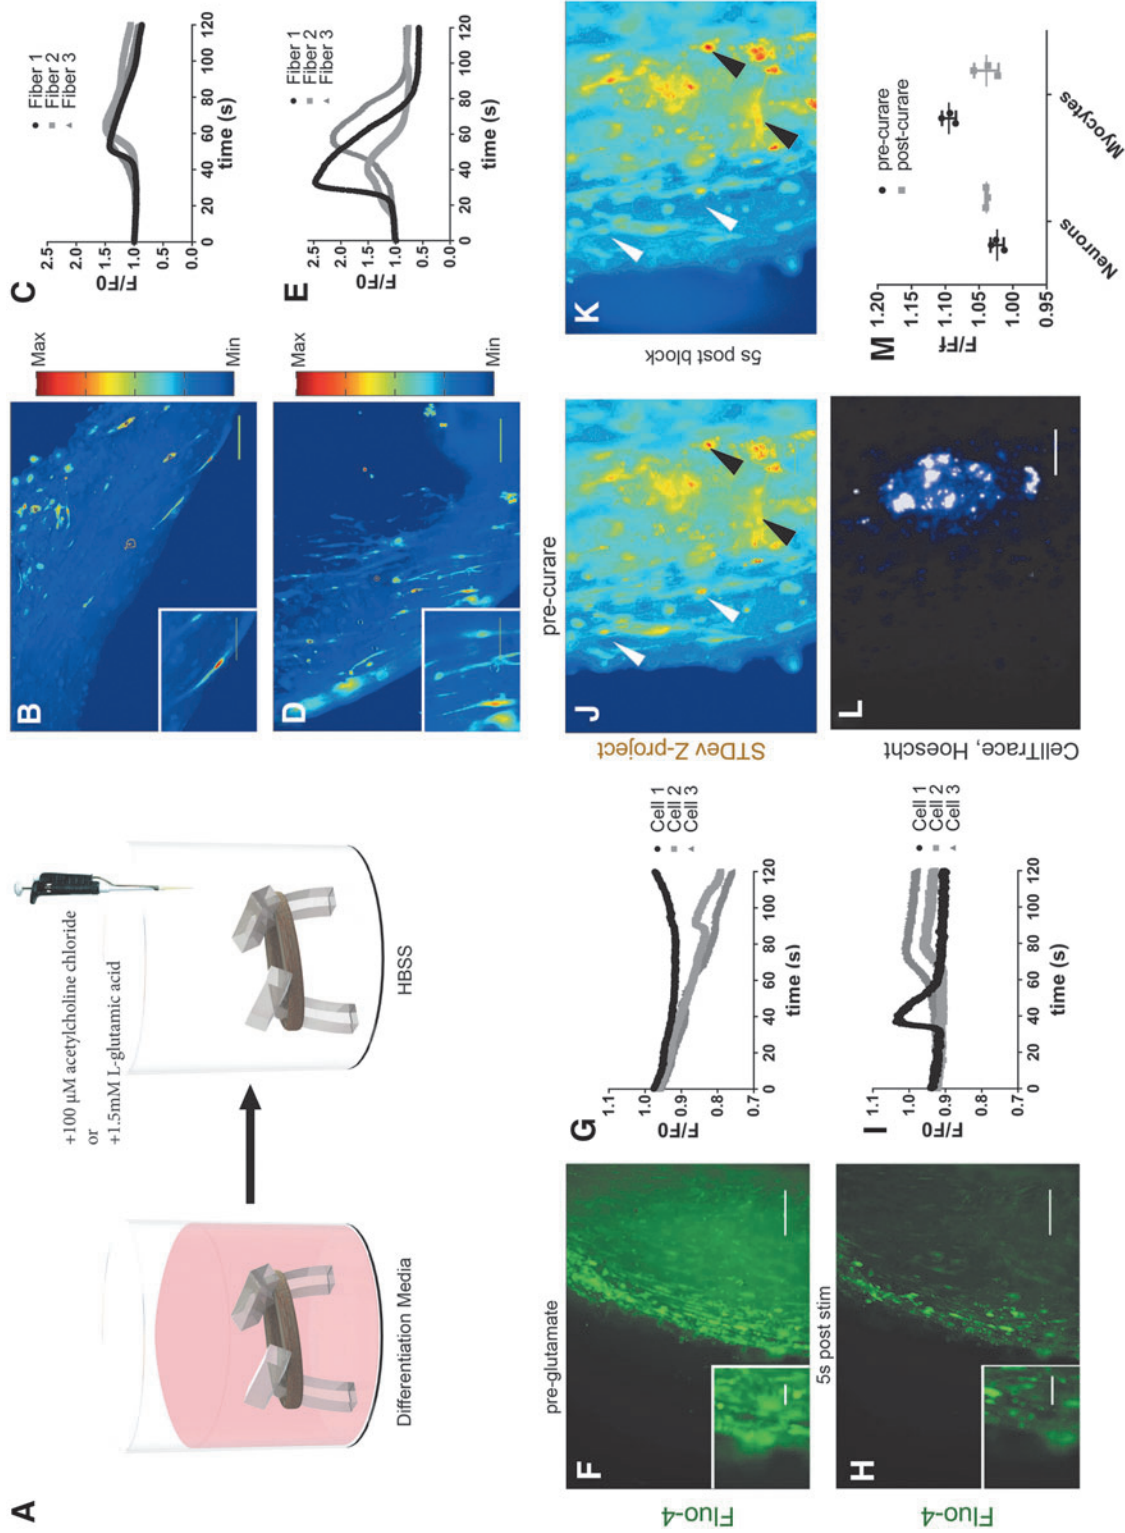 A
+100 µM acetylcholine chloride
or
+1.5mM L-glutamic acid
Differentiation Media
HBSS
B
Max
Min
C
F/F0
2.5
2.0
1.5
1.0
0.5
0.0
0 20 40 60 80 100 120
time (s)
Fiber 1
Fiber 2
Fiber 3
D
Max
Min
E
F/F0
2.5
2.0
1.5
1.0
0.5
0.0
0 20 40 60 80 100 120
time (s)
Fiber 1
Fiber 2
Fiber 3
pre-glutamate
Fluo-4
F
G
F/F0
1.1
1.0
0.9
0.8
0.7
0 20 40 60 80 100 120
time (s)
Cell 1
Cell 2
Cell 3
5s post stim
Fluo-4
H
I
F/F0
1.1
1.0
0.9
0.8
0.7
0 20 40 60 80 100 120
time (s)
Cell 1
Cell 2
Cell 3
pre-curare
STDev Z-project
J
5s post block
K
CellTrace, Hoescht
L
M
F/Ff
1.20
1.15
1.10
1.05
1.00
0.95
pre-curare
post-curare
Neurons
Myocytes